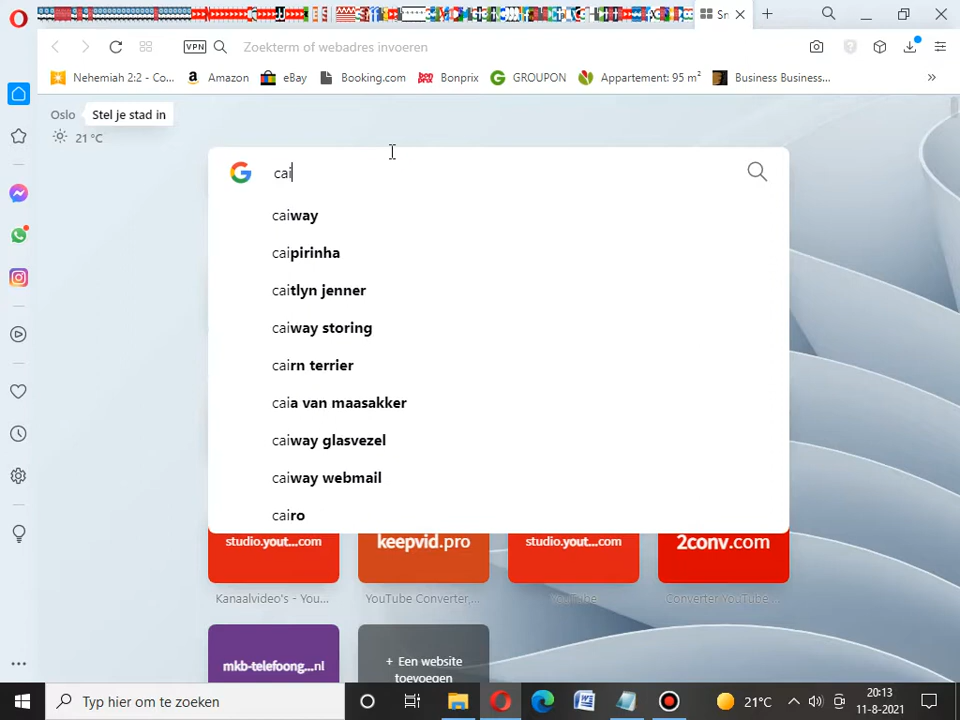 Sn
VPN
Zoekterm of webadres invoeren
Nehemiah 2:2 - Co...
Amazon
eBay
Booking.com
Bonprix
GROUPON
Appartement: 95 m²
Business Business...
»
Oslo
Stel je stad in
21 °C
cai
caiway
caipirinha
caitlyn jenner
caiway storing
cairn terrier
caia van maasakker
caiway glasvezel
caiway webmail
cairo
studio.yout...com
keepvid.pro
studio.yout...com
2conv.com
Kanaalvideo's - You...
YouTube Converter,...
YouTube
Converter YouTube ...
mkb-telefoong...nl
+ Een website
toevoegen
Typ hier om te zoeken
21°C
20:13
11-8-2021